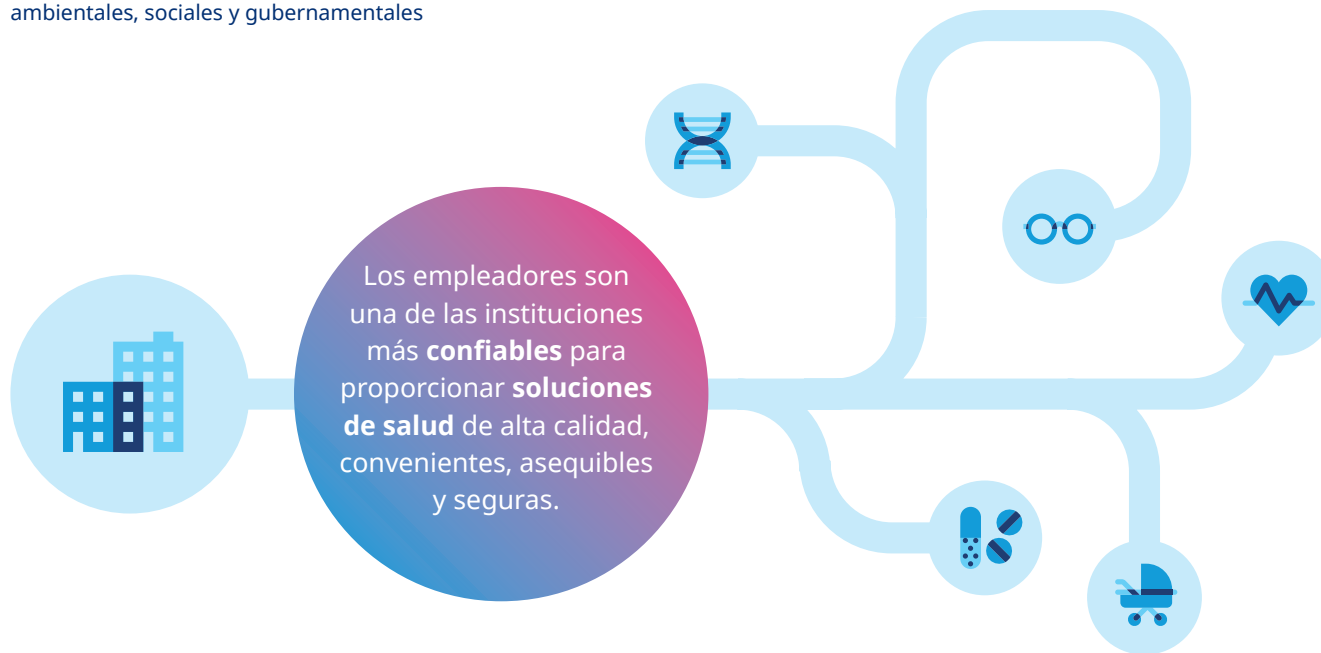 ambientales, sociales y gubernamentales
Los empleadores son
una de las instituciones
más confiables para
proporcionar soluciones
de salud de alta calidad,
convenientes, asequibles
y seguras.